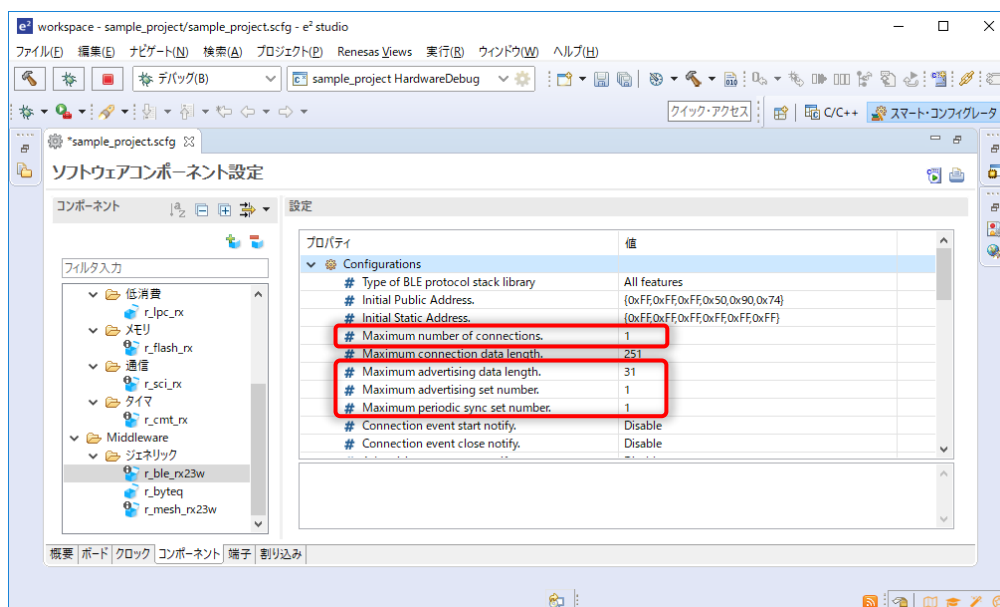 workspace - sample_project/sample_project.scfg - e² studio
ファイル(F) 編集(E) ナビゲート(N) 検索(A) プロジェクト(P) Renesas Views 実行(R) ウィンドウ(W) ヘルプ(H)
デバッグ(B) sample_project HardwareDebug
クイック・アクセス C/C++ スマート・コンフィグレータ
*sample_project.scfg
ソフトウェアコンポーネント設定
コンポーネント 設定
フィルタ入力
低消費
r_lpc_rx
メモリ
r_flash_rx
通信
r_sci_rx
タイマ
r_cmt_rx
Middleware
ジェネリック
r_ble_rx23w
r_byteq
r_mesh_rx23w
プロパティ 値
Configurations
# Type of BLE protocol stack library All features
# Initial Public Address. {0xFF,0xFF,0xFF,0x50,0x90,0x74}
# Initial Static Address. {0xFF,0xFF,0xFF,0xFF,0xFF,0xFF}
# Maximum number of connections. 1
# Maximum connection data length. 251
# Maximum advertising data length. 31
# Maximum advertising set number. 1
# Maximum periodic sync set number. 1
# Connection event start notify. Disable
# Connection event close notify. Disable
概要 ボード クロック コンポーネント 端子 割り込み